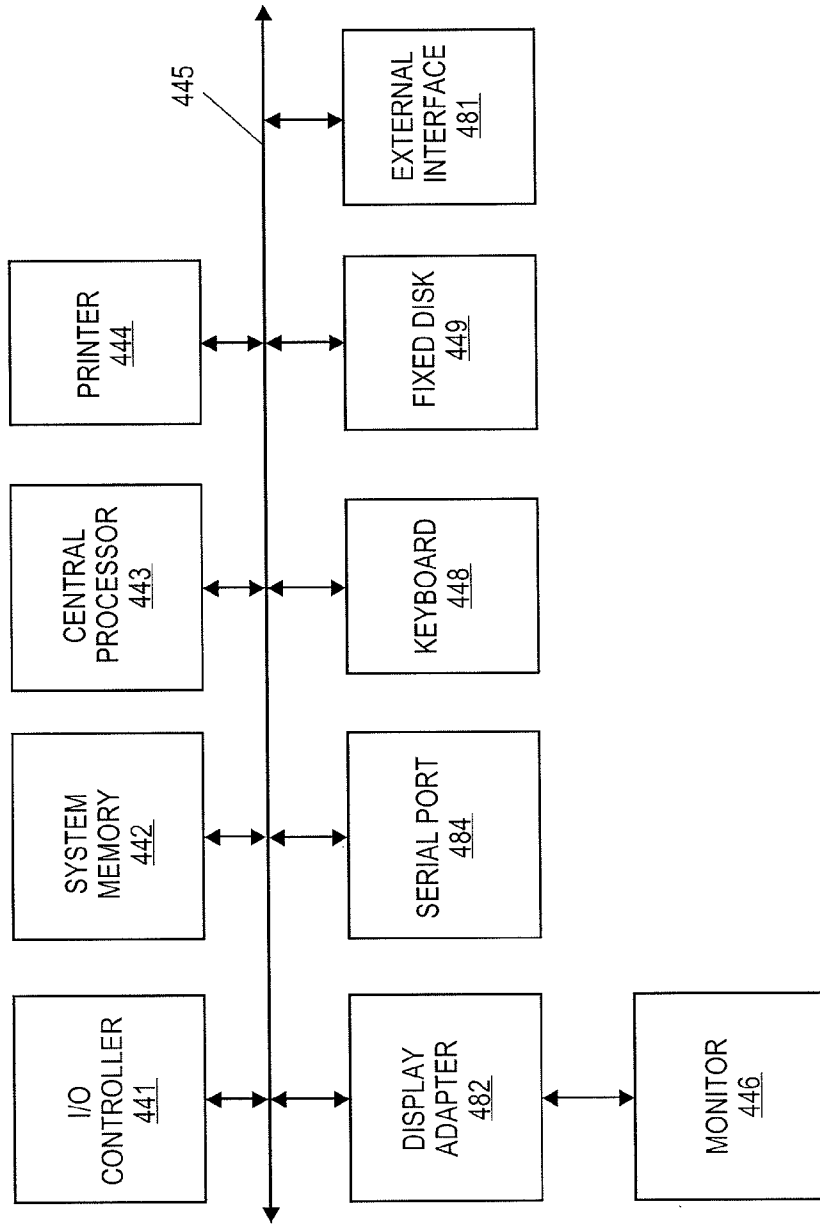 I/O
CONTROLLER
441
SYSTEM
MEMORY
442
CENTRAL
PROCESSOR
443
PRINTER
444
445
DISPLAY
ADAPTER
482
SERIAL PORT
484
KEYBOARD
448
FIXED DISK
449
EXTERNAL
INTERFACE
481
MONITOR
446